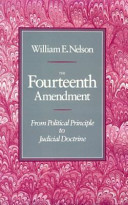 William E. Nelson
THE
Fourteenth
Amendment
From Political Principle
to
Judicial Doctrine